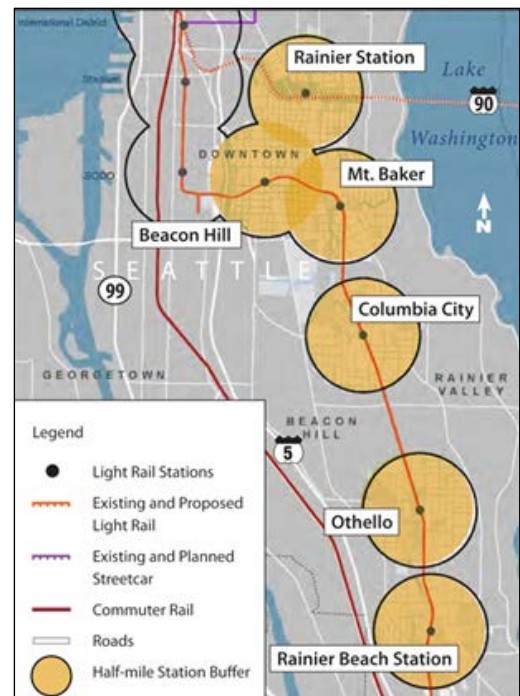 International District
Rainier Station
Stadium
Lake
90
Washington
DOWNTOWN
SODO
Mt. Baker
N
Beacon Hill
SEATTLE
99
Columbia City
GEORGETOWN
RAINIER
VALLEY
BEACON
HILL
5
Legend
Light Rail Stations
Existing and Proposed
Light Rail
Existing and Planned
Streetcar
Commuter Rail
Roads
Half-mile Station Buffer
Othello
Rainier Beach Station